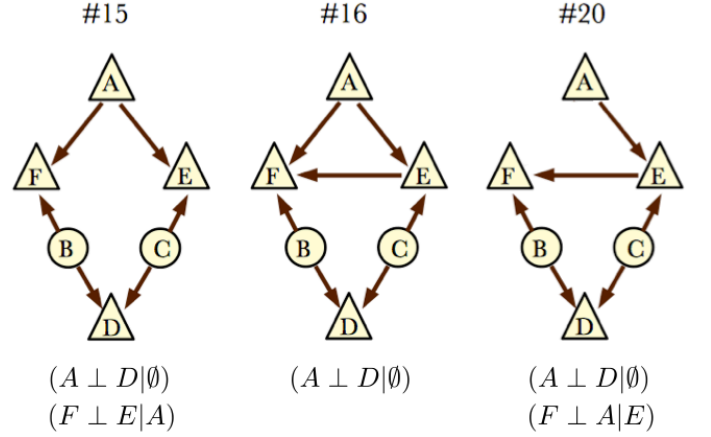 #15 #16 #20
A A A
F E F E F E
B C B C B C
D D D
(A ⊥ D|∅) (A ⊥ D|∅) (A ⊥ D|∅)
(F ⊥ E|A) (F ⊥ A|E)